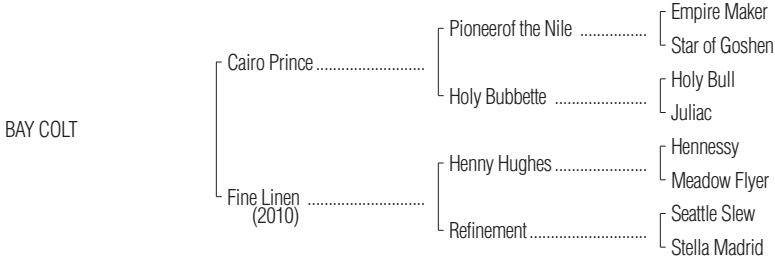 Empire Maker
Pioneerof the Nile ................
Star of Goshen
Cairo Prince ..........................
Holy Bull
Holy Bubbette ......................
Juliac
BAY COLT
Hennessy
Henny Hughes ......................
Meadow Flyer
Fine Linen ............................
(2010)
Seattle Slew
Refinement ............................
Stella Madrid